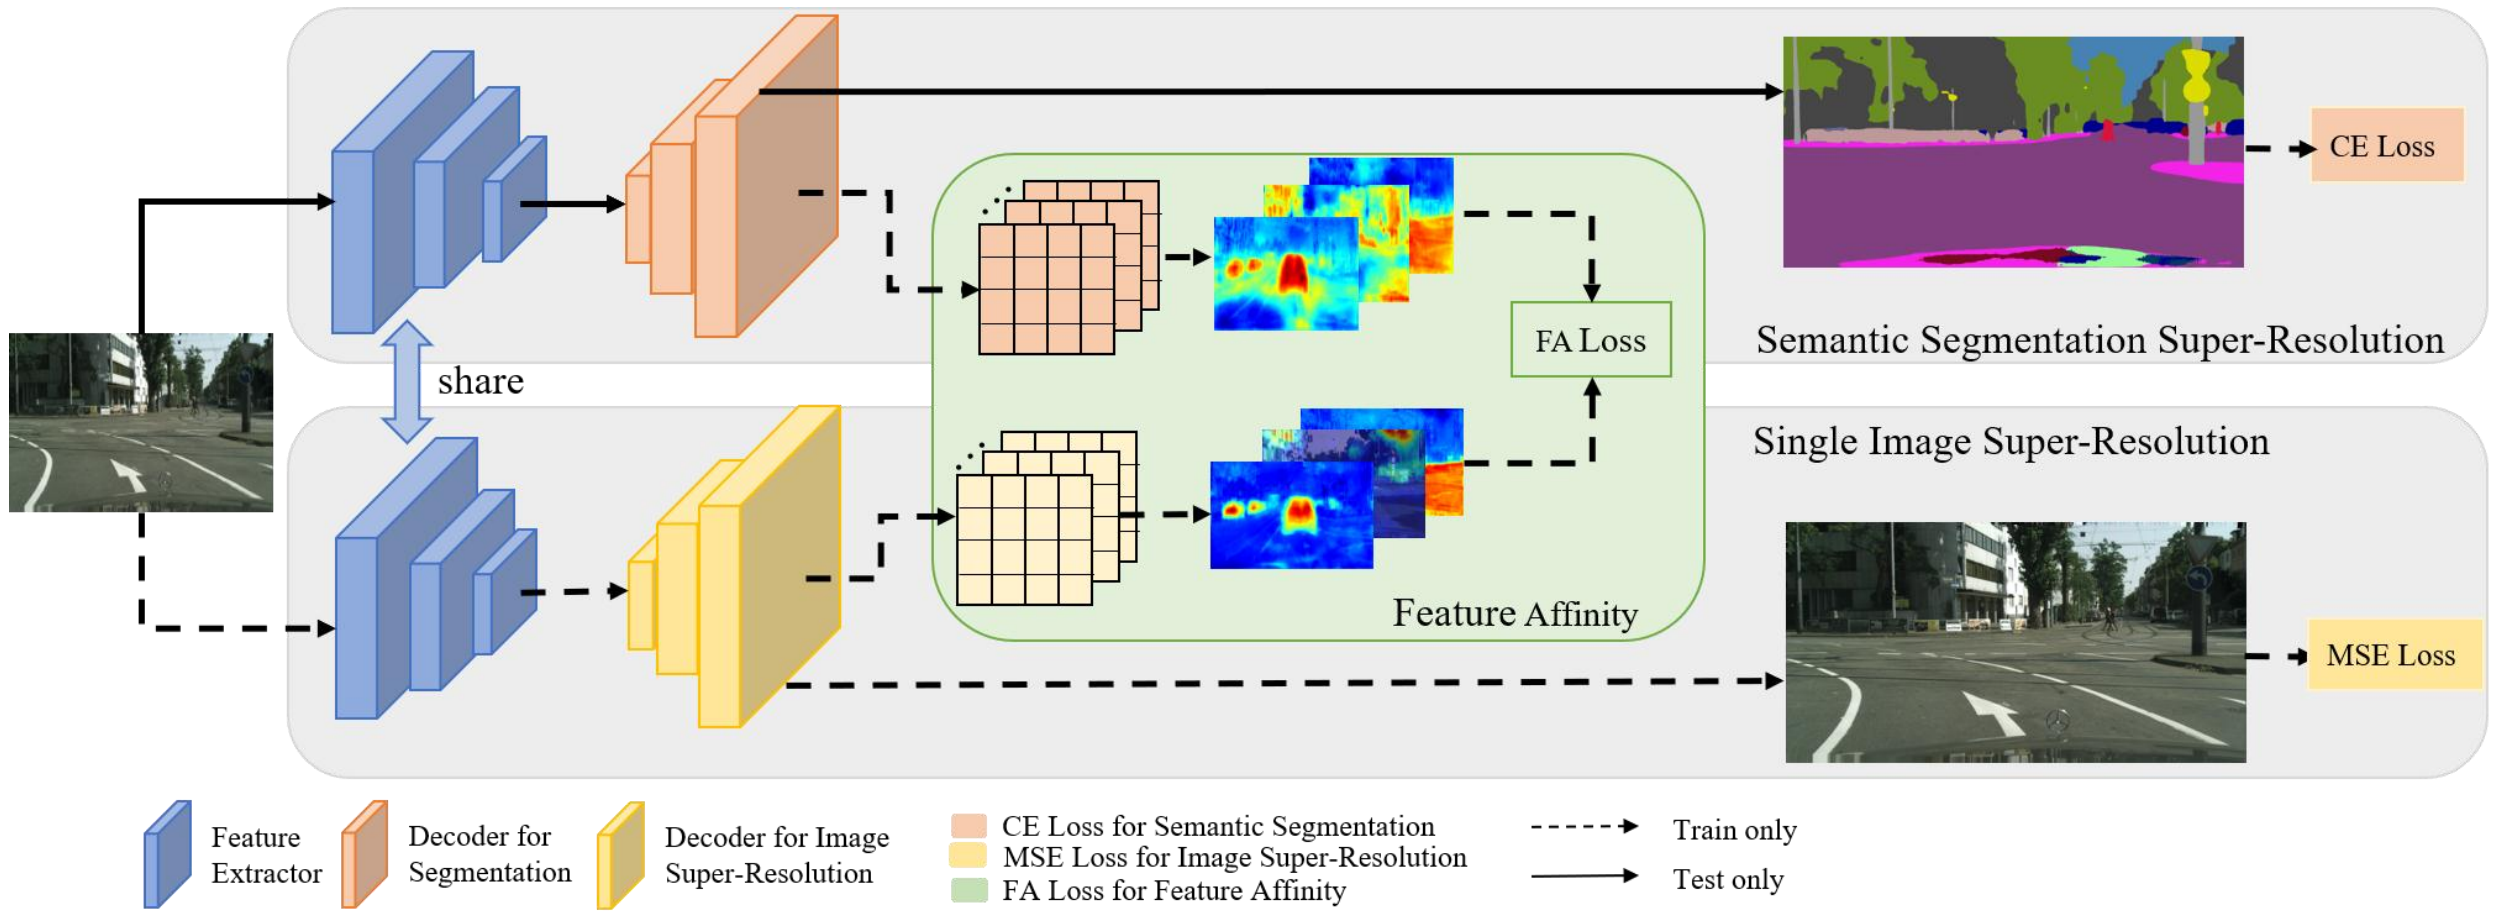 CE Loss
FA Loss
Semantic Segmentation Super-Resolution
share
Single Image Super-Resolution
Feature Affinity
MSE Loss
Feature
Extractor
Decoder for
Segmentation
Decoder for Image
Super-Resolution
CE Loss for Semantic Segmentation
MSE Loss for Image Super-Resolution
FA Loss for Feature Affinity
Train only
Test only